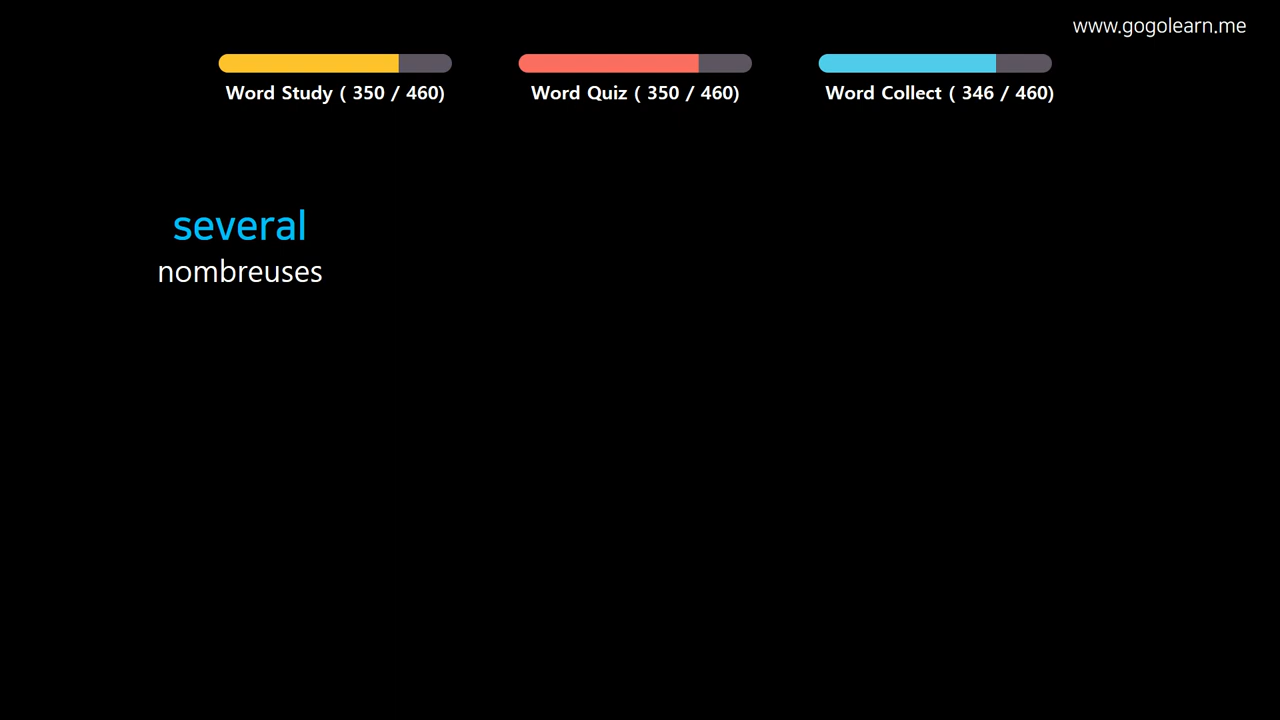 www.gogolearn.me
Word Study ( 350 / 460)
Word Quiz ( 350 / 460)
Word Collect ( 346 / 460)
several
nombreuses